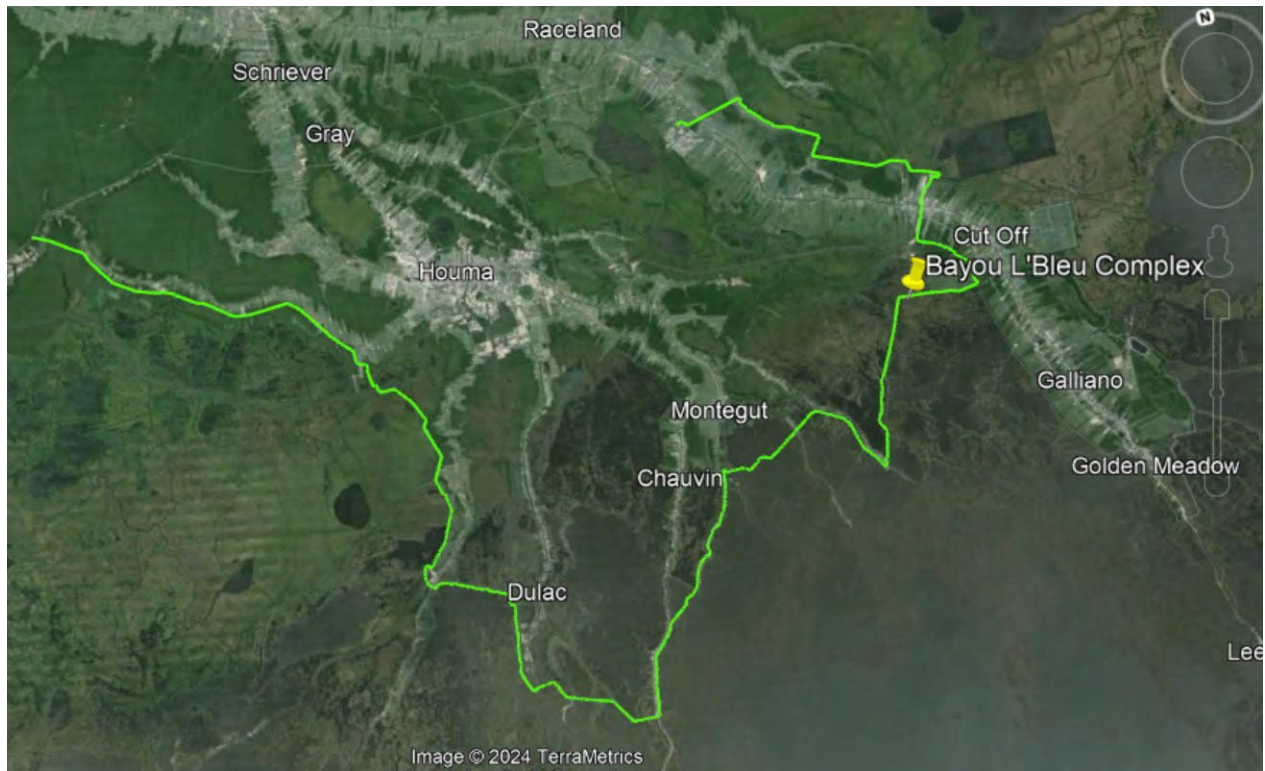 N
Raceland
Schriever
Gray
Cut Off
Bayou L'Bleu Complex
Houma
Galliano
Montegut
Golden Meadow
Chauvin
Dulac
Lee
Image © 2024 TerraMetrics